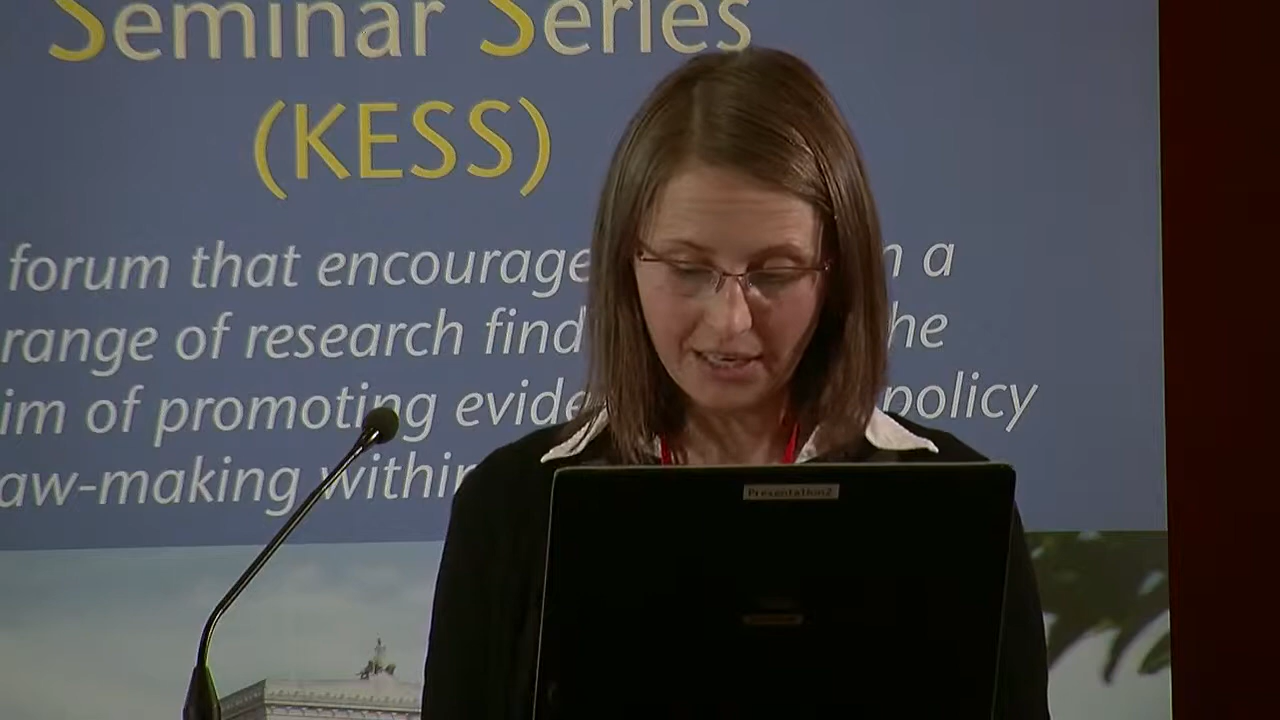 Seminar Series
(KESS)
forum that encourage n a
range of research find he
im of promoting evide policy
aw-making within
Presentation2